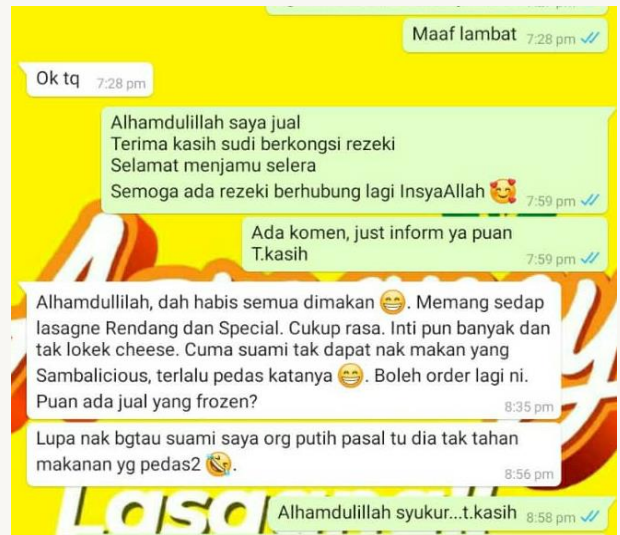 Maaf lambat 7:28 pm
Ok tq 7:28 pm
Alhamdulillah saya jual
Terima kasih sudi berkongsi rezeki
Selamat menjamu selera
Semoga ada rezeki berhubung lagi InsyaAllah 🥰 7:59 pm
Ada komen, just inform ya puan
T.kasih 7:59 pm
Alhamdullilah, dah habis semua dimakan 😁. Memang sedap
lasagne Rendang dan Special. Cukup rasa. Inti pun banyak dan
tak lokek cheese. Cuma suami tak dapat nak makan yang
Sambalicious, terlalu pedas katanya 😁. Boleh order lagi ni.
Puan ada jual yang frozen? 8:35 pm
Lupa nak bgtau suami saya org putih pasal tu dia tak tahan
makanan yg pedas2 🤣. 8:56 pm
Alhamdulillah syukur...t.kasih 8:58 pm